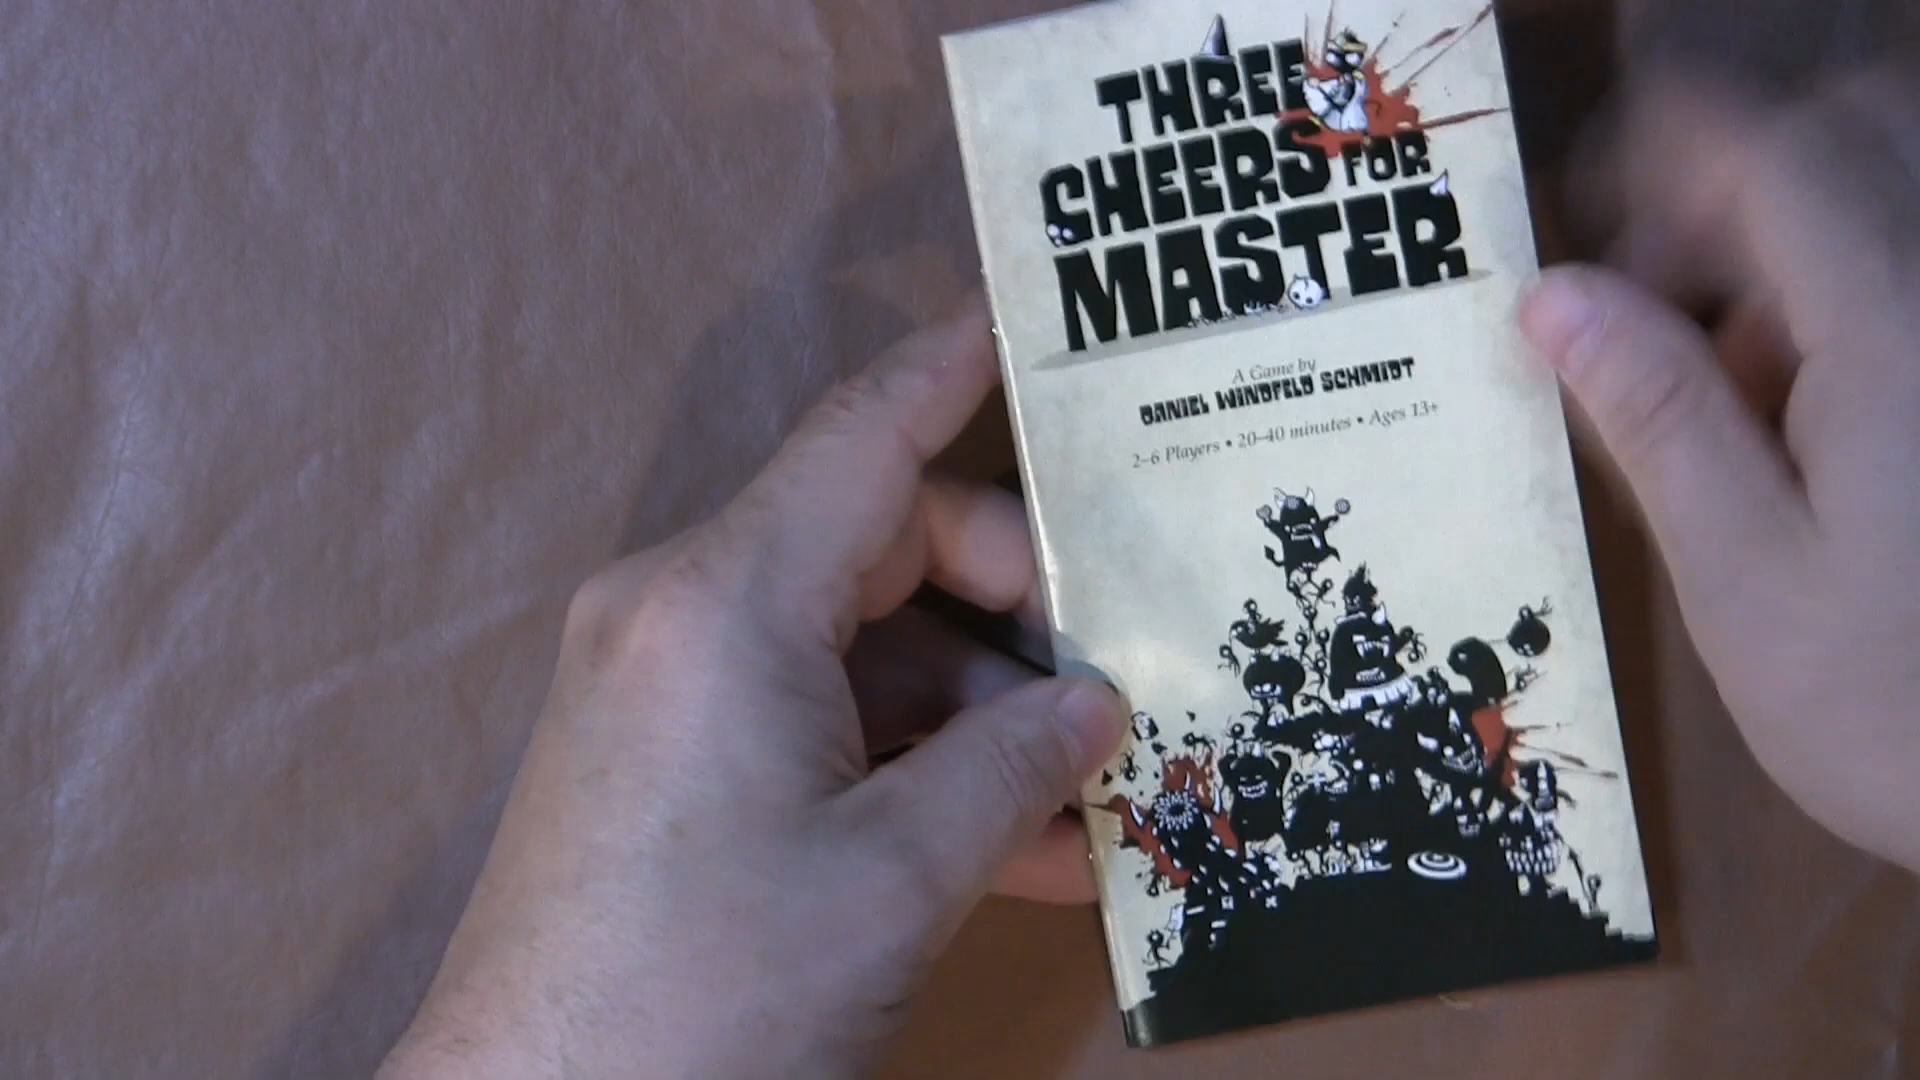 THREE
CHEERS FOR
MASTER
A Game by
DANIEL WINDFELD SCHMIDT
2–6 Players • 20–40 minutes • Ages 13+